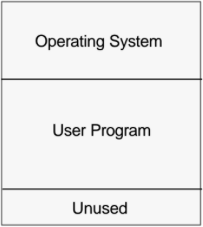 Operating System
User Program
Unused